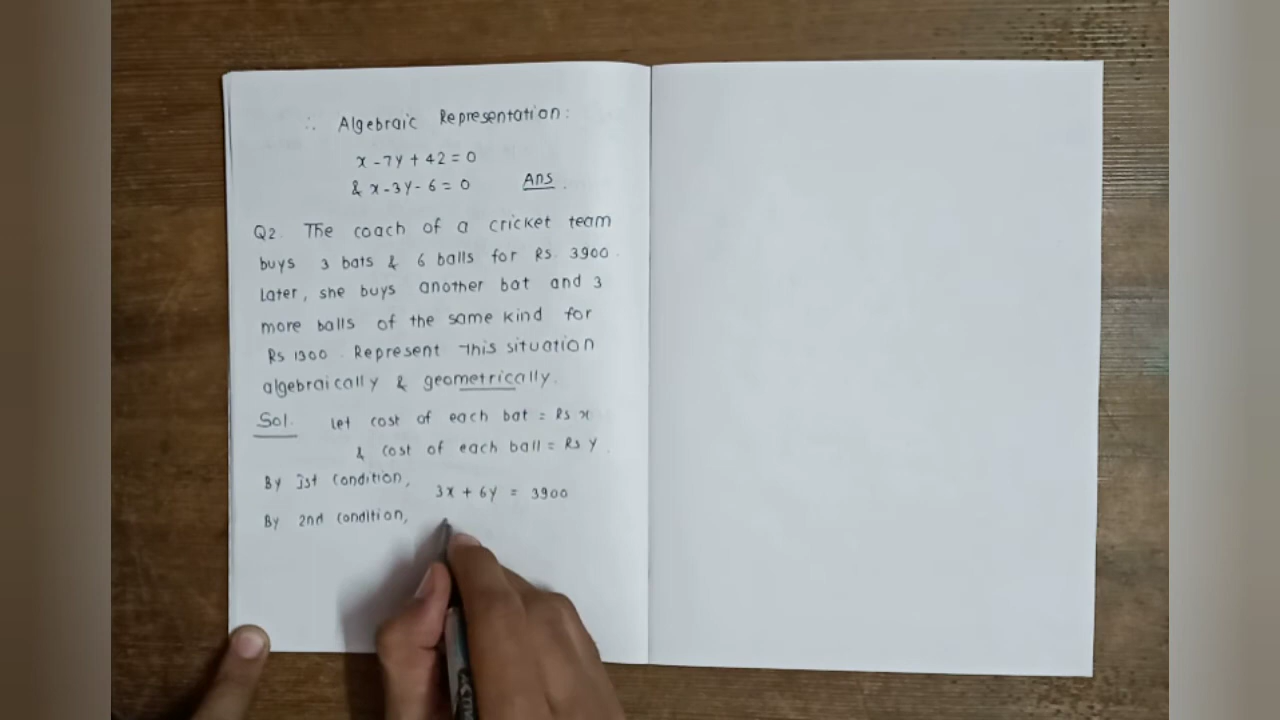 ∴ Algebraic Representation:
x - 7y + 42 = 0
& x - 3y - 6 = 0 Ans.
Q2. The coach of a cricket team
buys 3 bats & 6 balls for Rs. 3900.
Later, she buys another bat and 3
more balls of the same kind for
Rs 1300. Represent this situation
algebraically & geometrically.
Sol. Let cost of each bat = Rs x
& cost of each ball = Rs y.
By 1st condition,
3x + 6y = 3900
By 2nd condition,